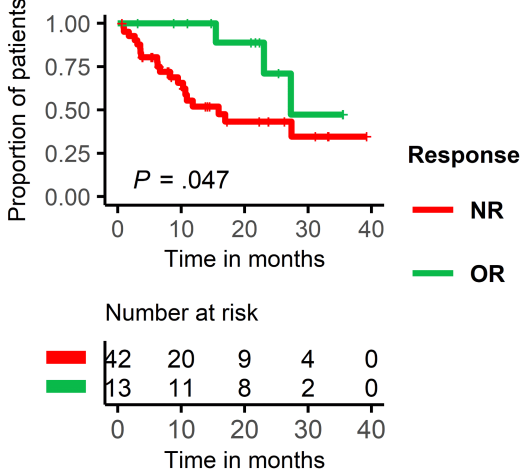 Proportion of patients
1.00
0.75
0.50
0.25
0.00
P = .047
0 10 20 30 40
Time in months
Response
NR
OR
Number at risk
42 20 9 4 0
13 11 8 2 0
0 10 20 30 40
Time in months